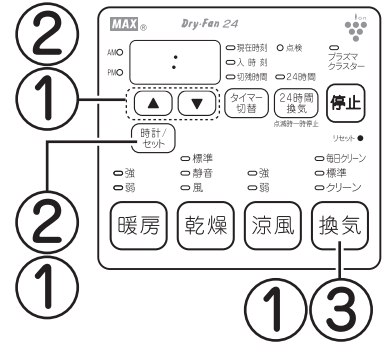 ②
①
MAX® Dry-Fan 24
Ion
AM
PM
:
現在時刻
点検
入時刻
切残時間
24時間
プラズマ
クラスター
▲
▼
タイマー
切替
24時間
換気
停止
点滅時一時停止
時計/
セット
リセット
標準
静音
風
強
弱
強
弱
毎日クリーン
標準
クリーン
暖房
乾燥
涼風
換気
②
①
①
③